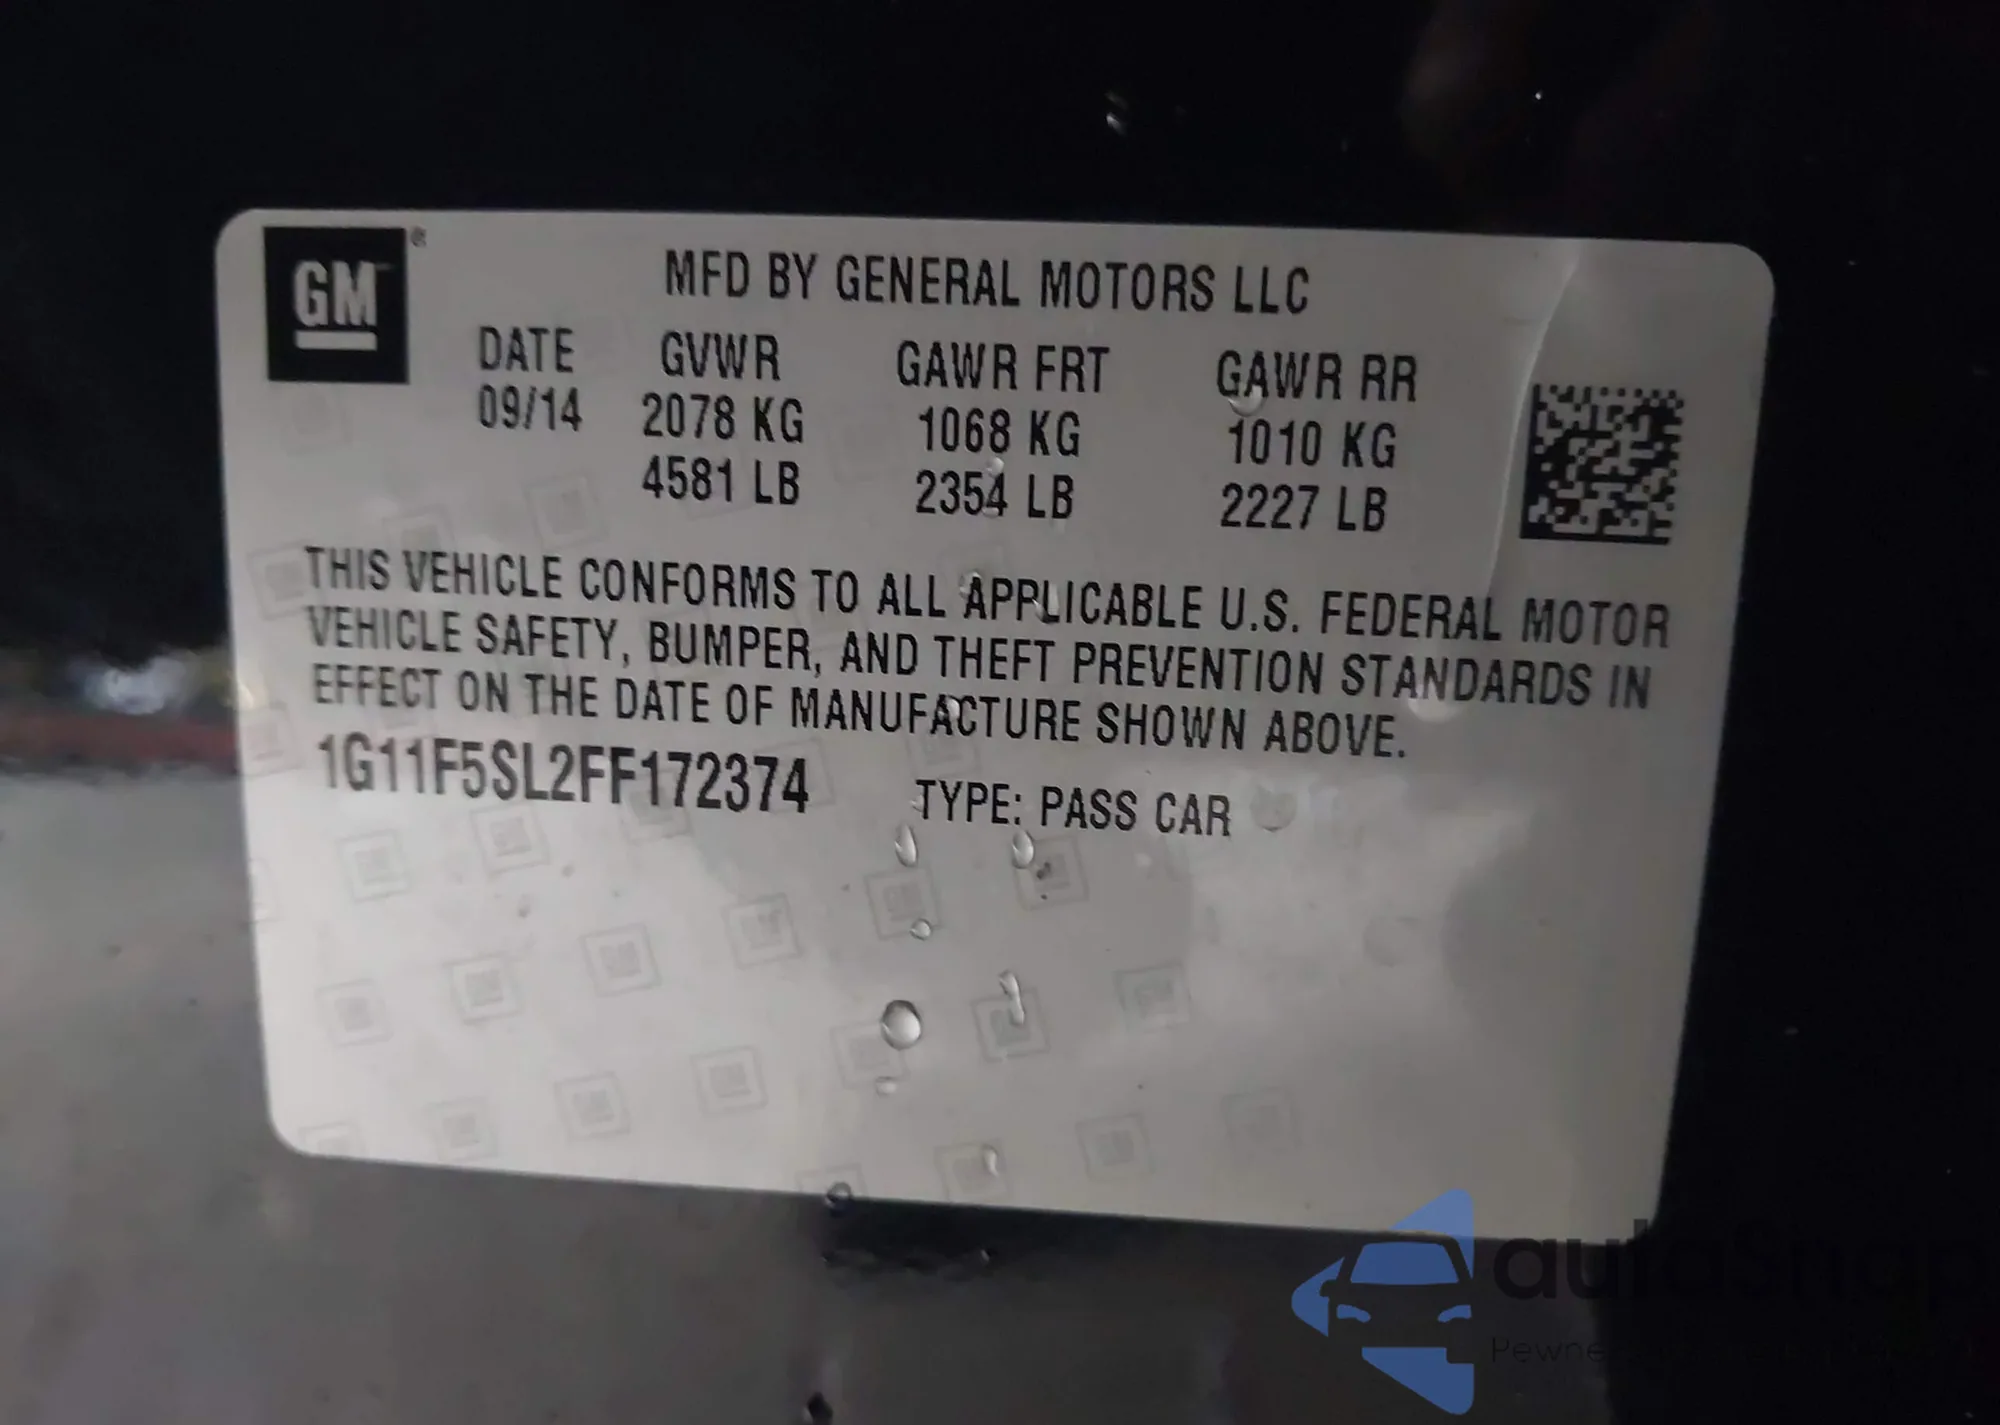 GM
MFD BY GENERAL MOTORS LLC
DATE GVWR GAWR FRT GAWR RR
09/14 2078 KG 1068 KG 1010 KG
4581 LB 2354 LB 2227 LB
THIS VEHICLE CONFORMS TO ALL APPLICABLE U.S. FEDERAL MOTOR
VEHICLE SAFETY, BUMPER, AND THEFT PREVENTION STANDARDS IN
EFFECT ON THE DATE OF MANUFACTURE SHOWN ABOVE.
1G11F5SL2FF172374 TYPE: PASS CAR
autosnap